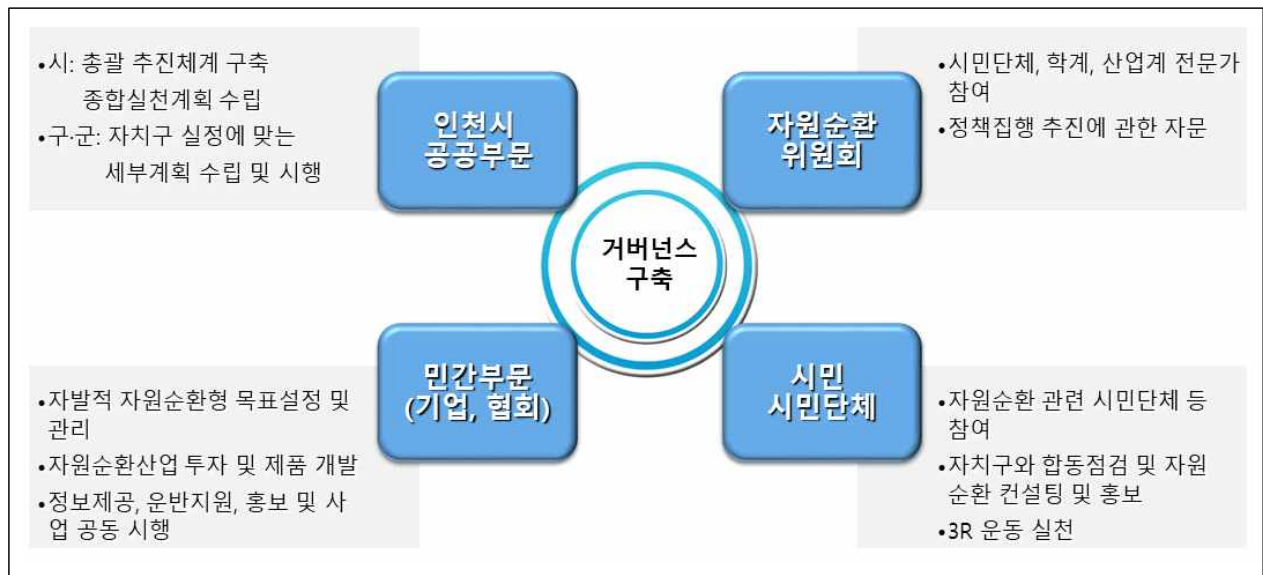 •시: 총괄 추진체계 구축
종합실천계획 수립
•구·군: 자치구 실정에 맞는
세부계획 수립 및 시행
인천시
공공부문
자원순환
위원회
•시민단체, 학계, 산업계 전문가
참여
•정책집행 추진에 관한 자문
거버넌스
구축
•자발적 자원순환형 목표설정 및
관리
•자원순환산업 투자 및 제품 개발
•정보제공, 운반지원, 홍보 및 사
업 공동 시행
민간부문
(기업, 협회)
시민
시민단체
•자원순환 관련 시민단체 등
참여
•자치구와 합동점검 및 자원
순환 컨설팅 및 홍보
•3R 운동 실천